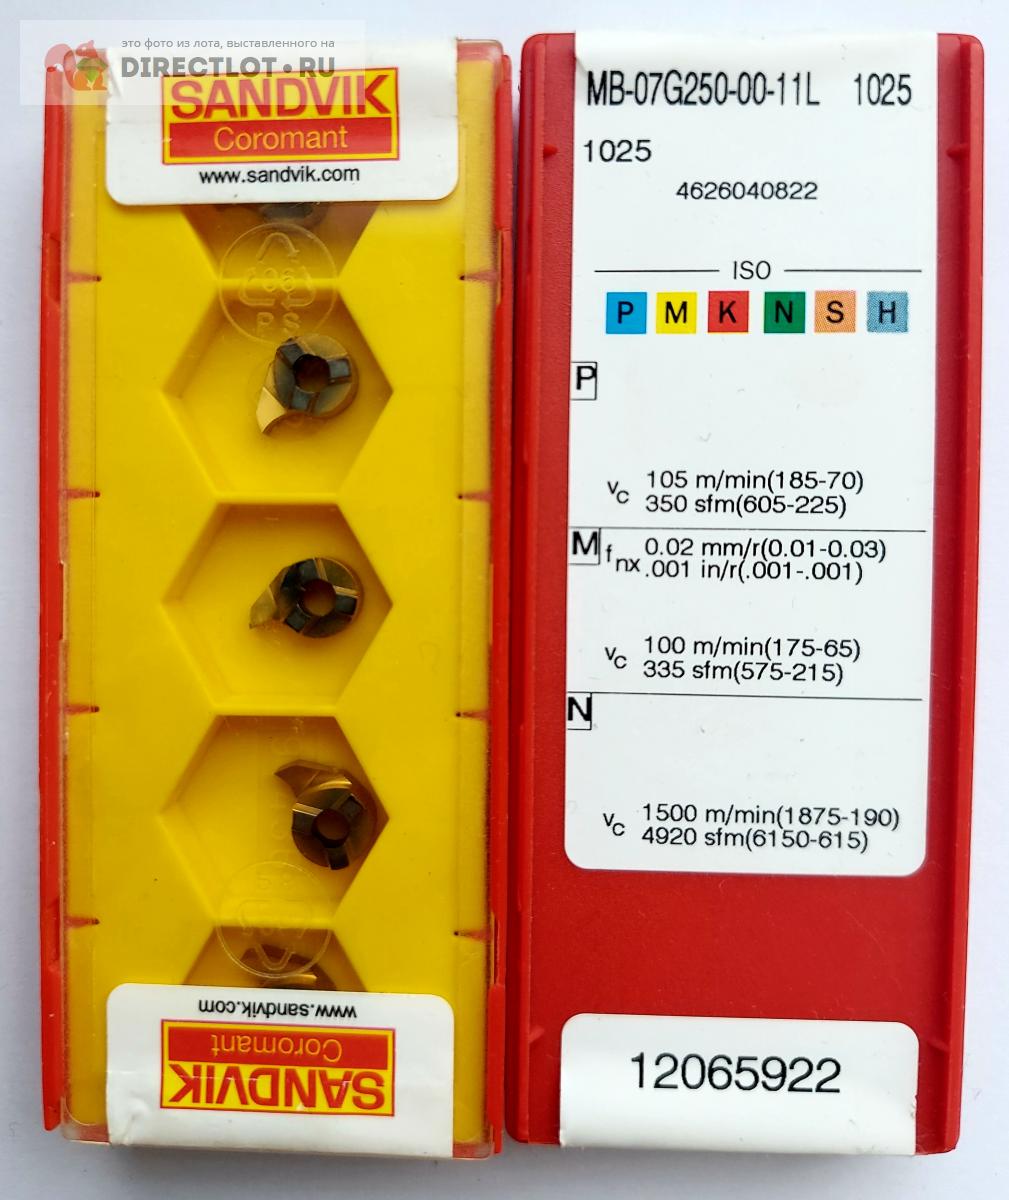 это фото из лота, выставленного на
DIRECTLOT.RU
SANDVIK
Coromant
www.sandvik.com
06
PS
www.sandvik.com
Coromant
SANDVIK
MB-07G250-00-11L 1025
1025
4626040822
ISO
P M K N S H
P
vc 105 m/min(185-70)
350 sfm(605-225)
M fnx 0.02 mm/r(0.01-0.03)
.001 in/r(.001-.001)
vc 100 m/min(175-65)
335 sfm(575-215)
N
vc 1500 m/min(1875-190)
4920 sfm(6150-615)
12065922